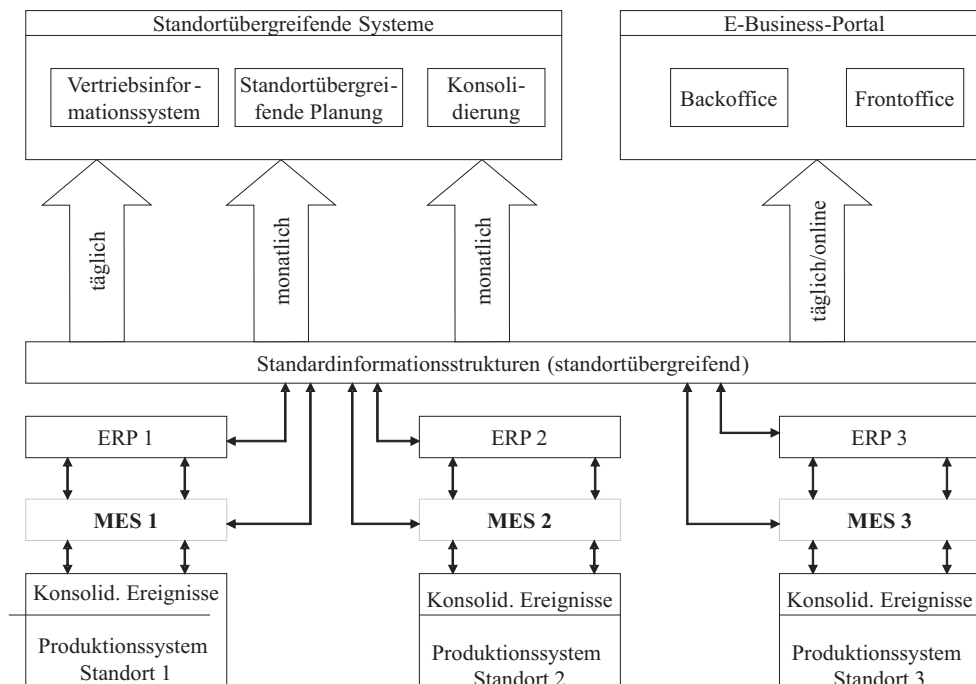 Standortübergreifende Systeme
E-Business-Portal
Vertriebsinfor-
mationssystem
Standortübergrei-
fende Planung
Konsoli-
dierung
Backoffice
Frontoffice
täglich
monatlich
monatlich
täglich/online
Standardinformationsstrukturen (standortübergreifend)
ERP 1
ERP 2
ERP 3
MES 1
MES 2
MES 3
Konsolid. Ereignisse
Konsolid. Ereignisse
Konsolid. Ereignisse
Produktionssystem
Standort 1
Produktionssystem
Standort 2
Produktionssystem
Standort 3